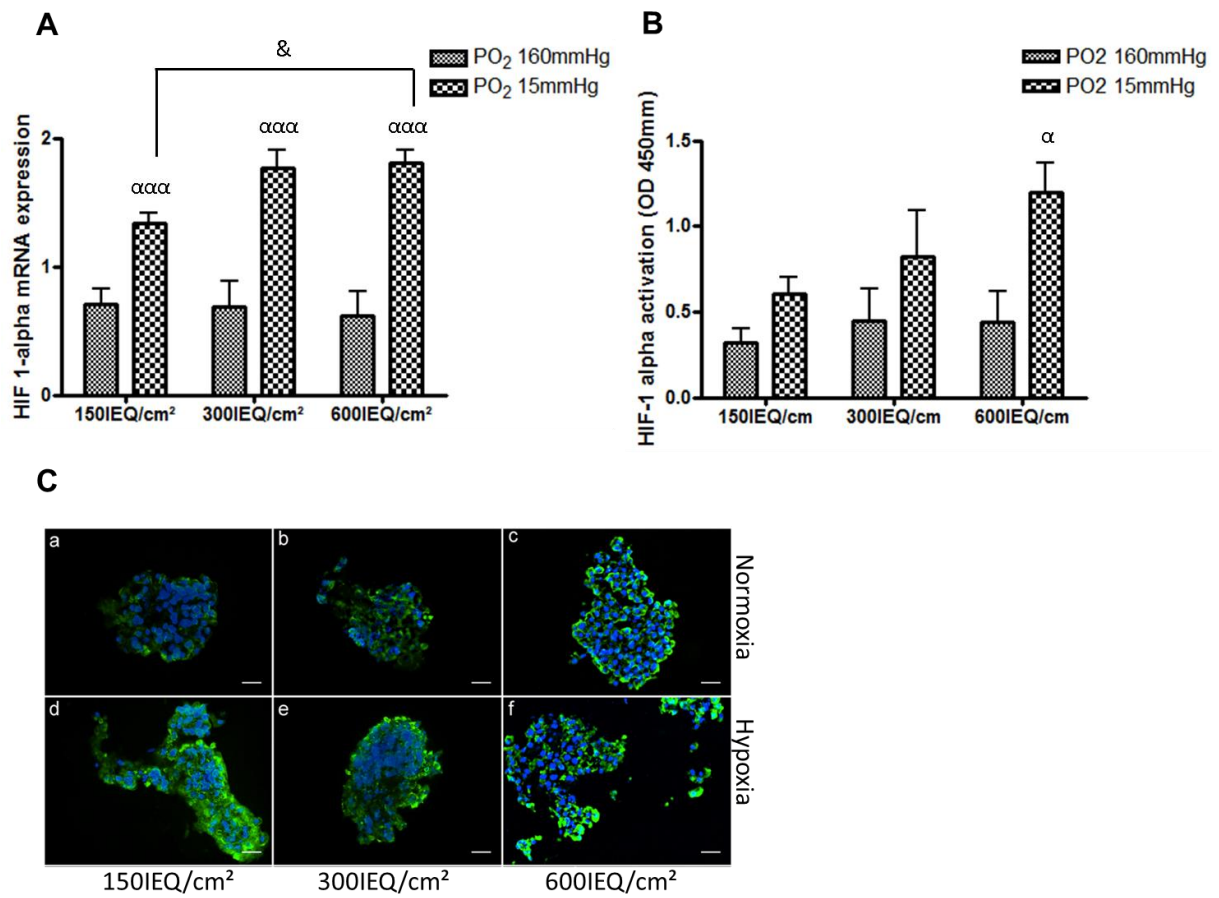 A
&
PO₂ 160mmHg
PO₂ 15mmHg
HIF 1-alpha mRNA expression
2
1
0
ααα
ααα
ααα
150IEQ/cm²
300IEQ/cm²
600IEQ/cm²
B
PO2 160mmHg
PO2 15mmHg
HIF-1 alpha activation (OD 450mm)
1.5
1.0
0.5
0.0
α
150IEQ/cm
300IEQ/cm
600IEQ/cm
C
a
b
c
Normoxia
d
e
f
Hypoxia
150IEQ/cm²
300IEQ/cm²
600IEQ/cm²